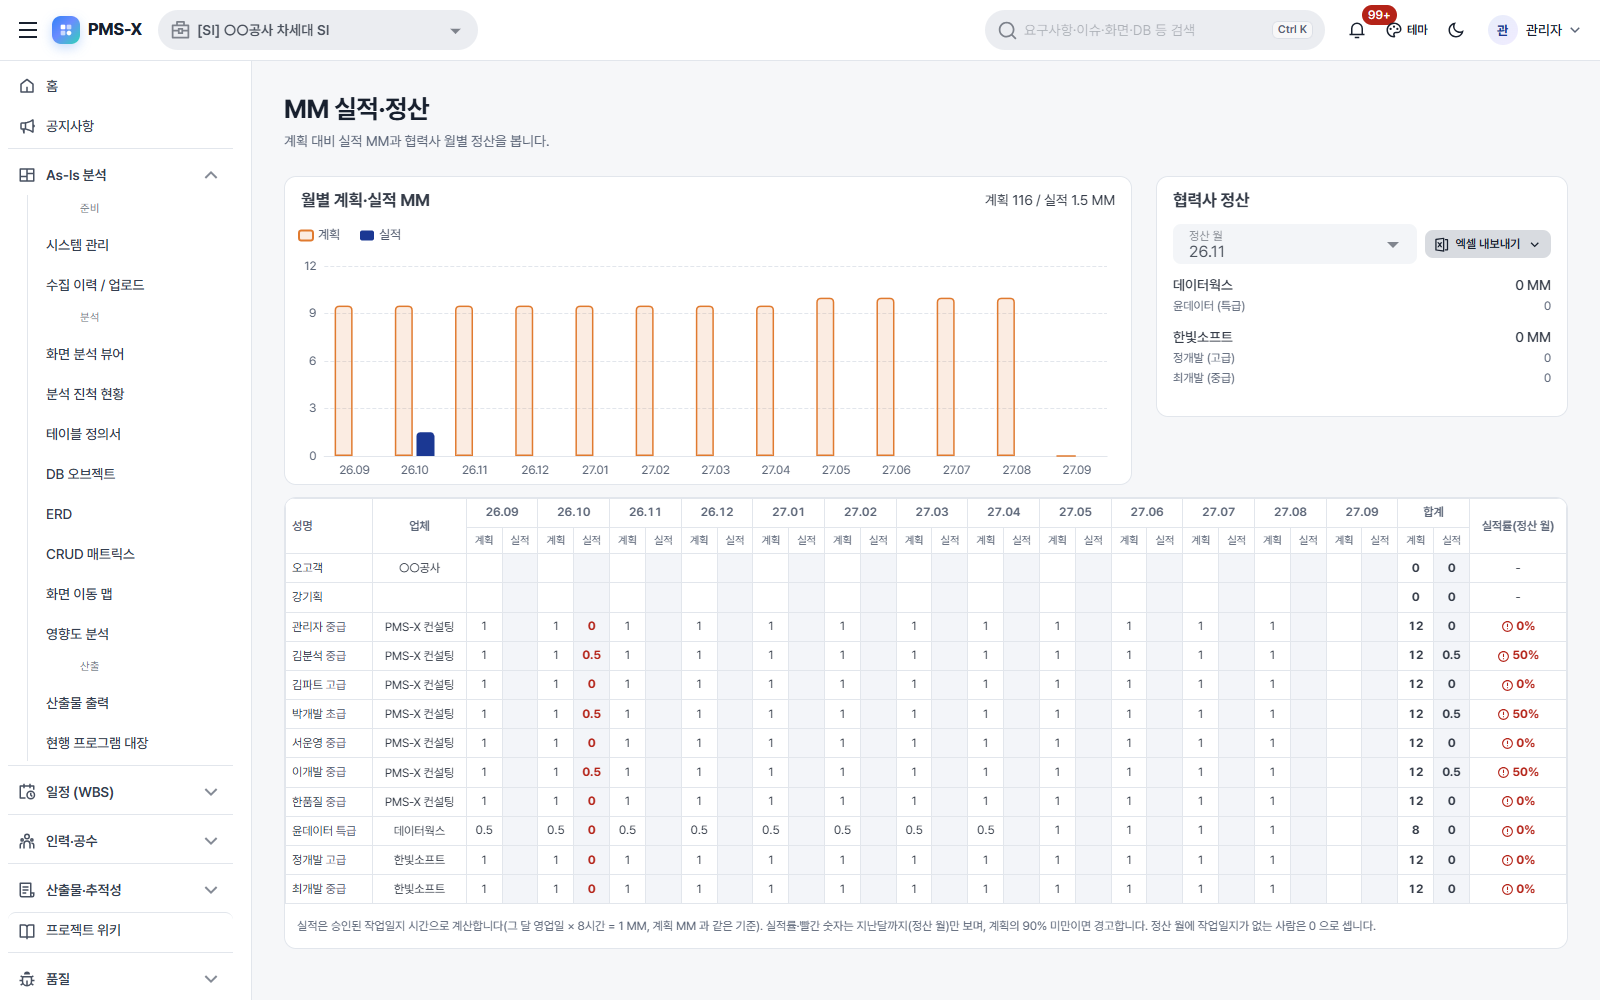 PMS-X
[SI] 〇〇공사 차세대 SI
요구사항·이슈·화면·DB 등 검색
Ctrl K
99+
테마
관
관리자
홈
공지사항
As-Is 분석
준비
시스템 관리
수집 이력 / 업로드
분석
화면 분석 뷰어
분석 진척 현황
테이블 정의서
DB 오브젝트
ERD
CRUD 매트릭스
화면 이동 맵
영향도 분석
산출
산출물 출력
현행 프로그램 대장
일정 (WBS)
인력·공수
산출물·추적성
프로젝트 위키
품질
MM 실적·정산
계획 대비 실적 MM과 협력사 월별 정산을 봅니다.
월별 계획·실적 MM
계획 116 / 실적 1.5 MM
계획 실적
12
9
6
3
0
26.09 26.10 26.11 26.12 27.01 27.02 27.03 27.04 27.05 27.06 27.07 27.08 27.09
협력사 정산
정산 월
26.11
엑셀 내보내기
데이터웍스 0 MM
윤데이터 (특급) 0
한빛소프트 0 MM
정개발 (고급) 0
최개발 (중급) 0
성명 업체 26.09 26.10 26.11 26.12 27.01 27.02 27.03 27.04 27.05 27.06 27.07 27.08 27.09 합계 실적률(정산 월)
계획 실적 계획 실적 계획 실적 계획 실적 계획 실적 계획 실적 계획 실적 계획 실적 계획 실적 계획 실적 계획 실적 계획 실적 계획 실적 계획 실적
오고객 〇〇공사 0 0 -
강기획 0 0 -
관리자 중급 PMS-X 컨설팅 1 1 0 1 1 1 1 1 1 1 1 1 1 12 0 0%
김분석 중급 PMS-X 컨설팅 1 1 0.5 1 1 1 1 1 1 1 1 1 1 12 0.5 50%
김파트 고급 PMS-X 컨설팅 1 1 0 1 1 1 1 1 1 1 1 1 1 12 0 0%
박개발 초급 PMS-X 컨설팅 1 1 0.5 1 1 1 1 1 1 1 1 1 1 12 0.5 50%
서운영 중급 PMS-X 컨설팅 1 1 0 1 1 1 1 1 1 1 1 1 1 12 0 0%
이개발 중급 PMS-X 컨설팅 1 1 0.5 1 1 1 1 1 1 1 1 1 1 12 0.5 50%
한품질 중급 PMS-X 컨설팅 1 1 0 1 1 1 1 1 1 1 1 1 1 12 0 0%
윤데이터 특급 데이터웍스 0.5 0.5 0 0.5 0.5 0.5 0.5 0.5 0.5 1 1 1 1 8 0 0%
정개발 고급 한빛소프트 1 1 0 1 1 1 1 1 1 1 1 1 1 12 0 0%
최개발 중급 한빛소프트 1 1 0 1 1 1 1 1 1 1 1 1 1 12 0 0%
실적은 승인된 작업일지 시간으로 계산합니다(그 달 영업일 × 8시간 = 1 MM, 계획 MM 과 같은 기준). 실적률·빨간 숫자는 지난달까지(정산 월)만 보며, 계획의 90% 미만이면 경고합니다. 정산 월에 작업일지가 없는 사람은 0 으로 셉니다.